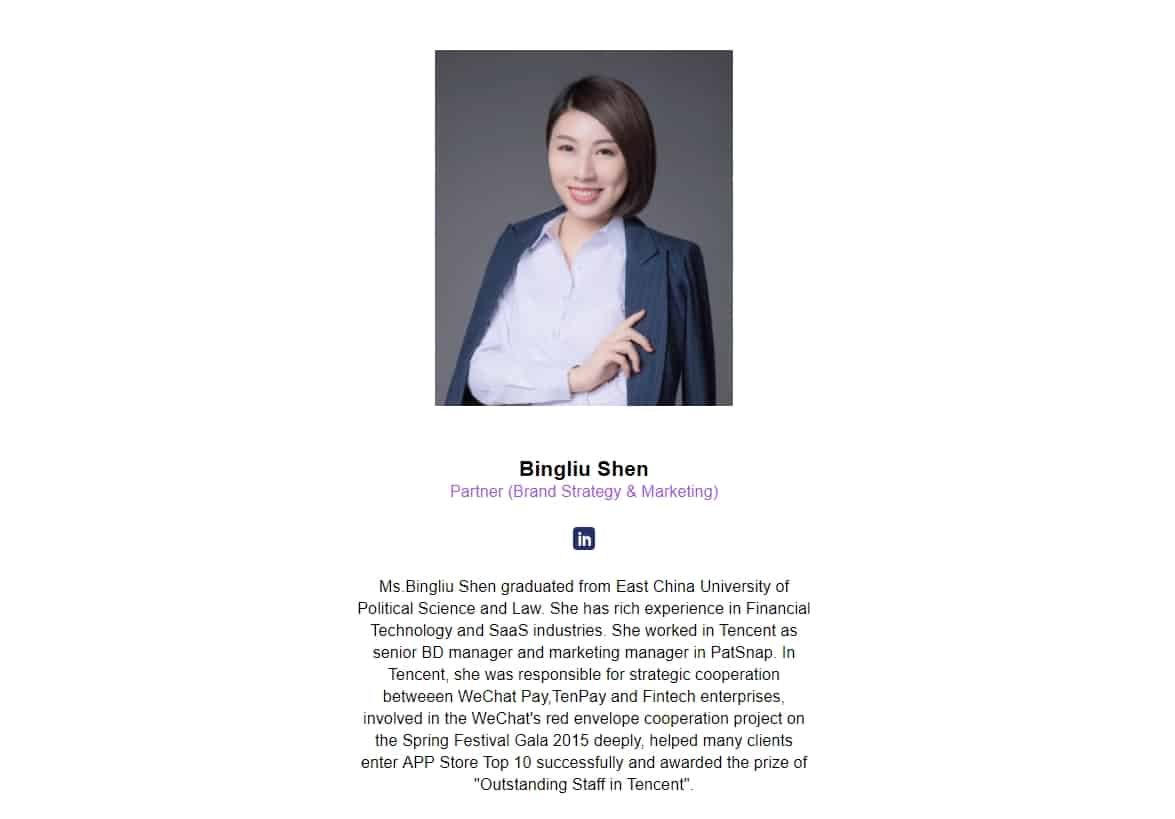 Bingliu Shen
Partner (Brand Strategy & Marketing)
in
Ms.Bingliu Shen graduated from East China University of
Political Science and Law. She has rich experience in Financial
Technology and SaaS industries. She worked in Tencent as
senior BD manager and marketing manager in PatSnap. In
Tencent, she was responsible for strategic cooperation
betweeen WeChat Pay,TenPay and Fintech enterprises,
involved in the WeChat's red envelope cooperation project on
the Spring Festival Gala 2015 deeply, helped many clients
enter APP Store Top 10 successfully and awarded the prize of
"Outstanding Staff in Tencent".